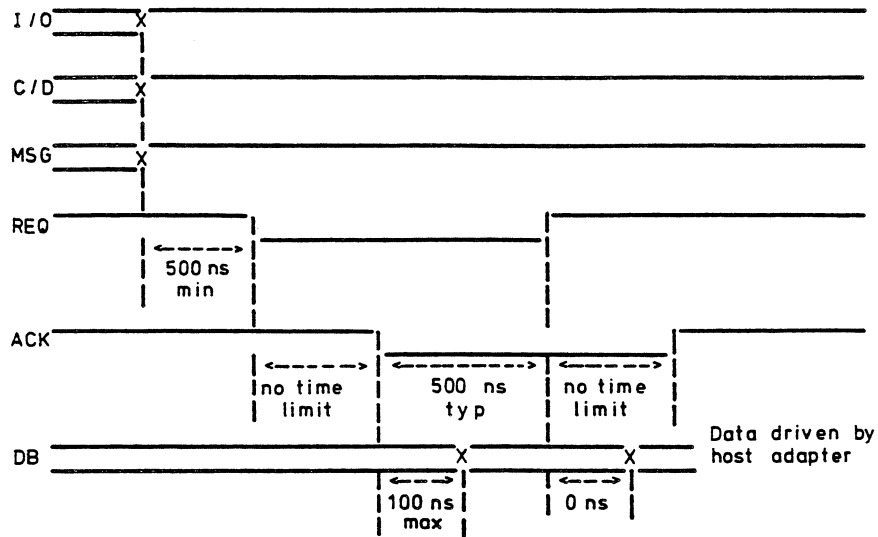 I/O
C/D
MSG
REQ
500 ns
min
ACK
no time
limit
500 ns
typ
no time
limit
DB
Data driven by
host adapter
100 ns
max
0 ns